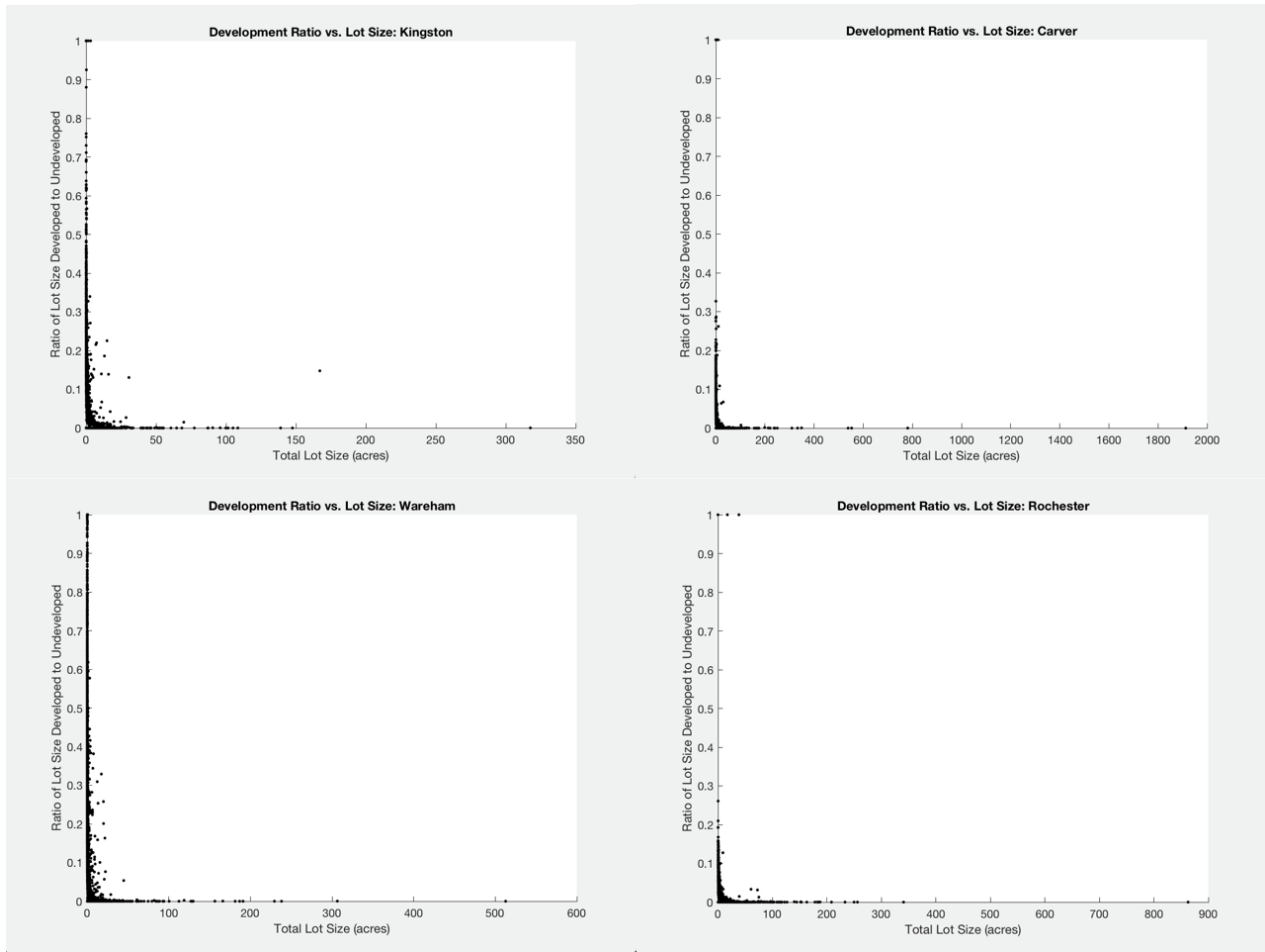 Development Ratio vs. Lot Size: Kingston
Ratio of Lot Size Developed to Undeveloped
1
0.9
0.8
0.7
0.6
0.5
0.4
0.3
0.2
0.1
0
0 50 100 150 200 250 300 350
Total Lot Size (acres)
Development Ratio vs. Lot Size: Carver
Ratio of Lot Size Developed to Undeveloped
1
0.9
0.8
0.7
0.6
0.5
0.4
0.3
0.2
0.1
0
0 200 400 600 800 1000 1200 1400 1600 1800 2000
Total Lot Size (acres)
Development Ratio vs. Lot Size: Wareham
Ratio of Lot Size Developed to Undeveloped
1
0.9
0.8
0.7
0.6
0.5
0.4
0.3
0.2
0.1
0
0 100 200 300 400 500 600
Total Lot Size (acres)
Development Ratio vs. Lot Size: Rochester
Ratio of Lot Size Developed to Undeveloped
1
0.9
0.8
0.7
0.6
0.5
0.4
0.3
0.2
0.1
0
0 100 200 300 400 500 600 700 800 900
Total Lot Size (acres)